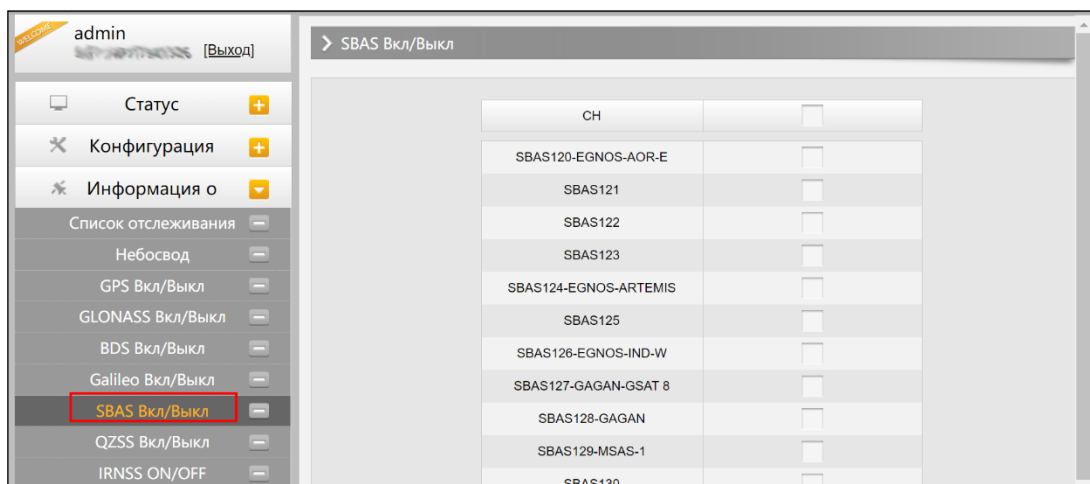 WELCOME
admin
[Выход]
Статус
Конфигурация
Информация о
Список отслеживания
Небосвод
GPS Вкл/Выкл
GLONASS Вкл/Выкл
BDS Вкл/Выкл
Galileo Вкл/Выкл
SBAS Вкл/Выкл
QZSS Вкл/Выкл
IRNSS ON/OFF
SBAS Вкл/Выкл
CH
SBAS120-EGNOS-AOR-E
SBAS121
SBAS122
SBAS123
SBAS124-EGNOS-ARTEMIS
SBAS125
SBAS126-EGNOS-IND-W
SBAS127-GAGAN-GSAT 8
SBAS128-GAGAN
SBAS129-MSAS-1
SBAS130